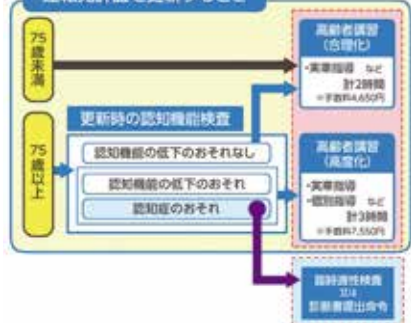 75歳未満
高齢者講習
(合理化)
・実車指導 など
計2時間
※手数料4,650円
75歳以上
更新時の認知機能検査
認知機能の低下のおそれなし
認知機能の低下のおそれ
認知症のおそれ
高齢者講習
(高度化)
・実車指導
・個別指導 など
計3時間
※手数料7,550円
臨時適性検査
又は
診断書提出命令